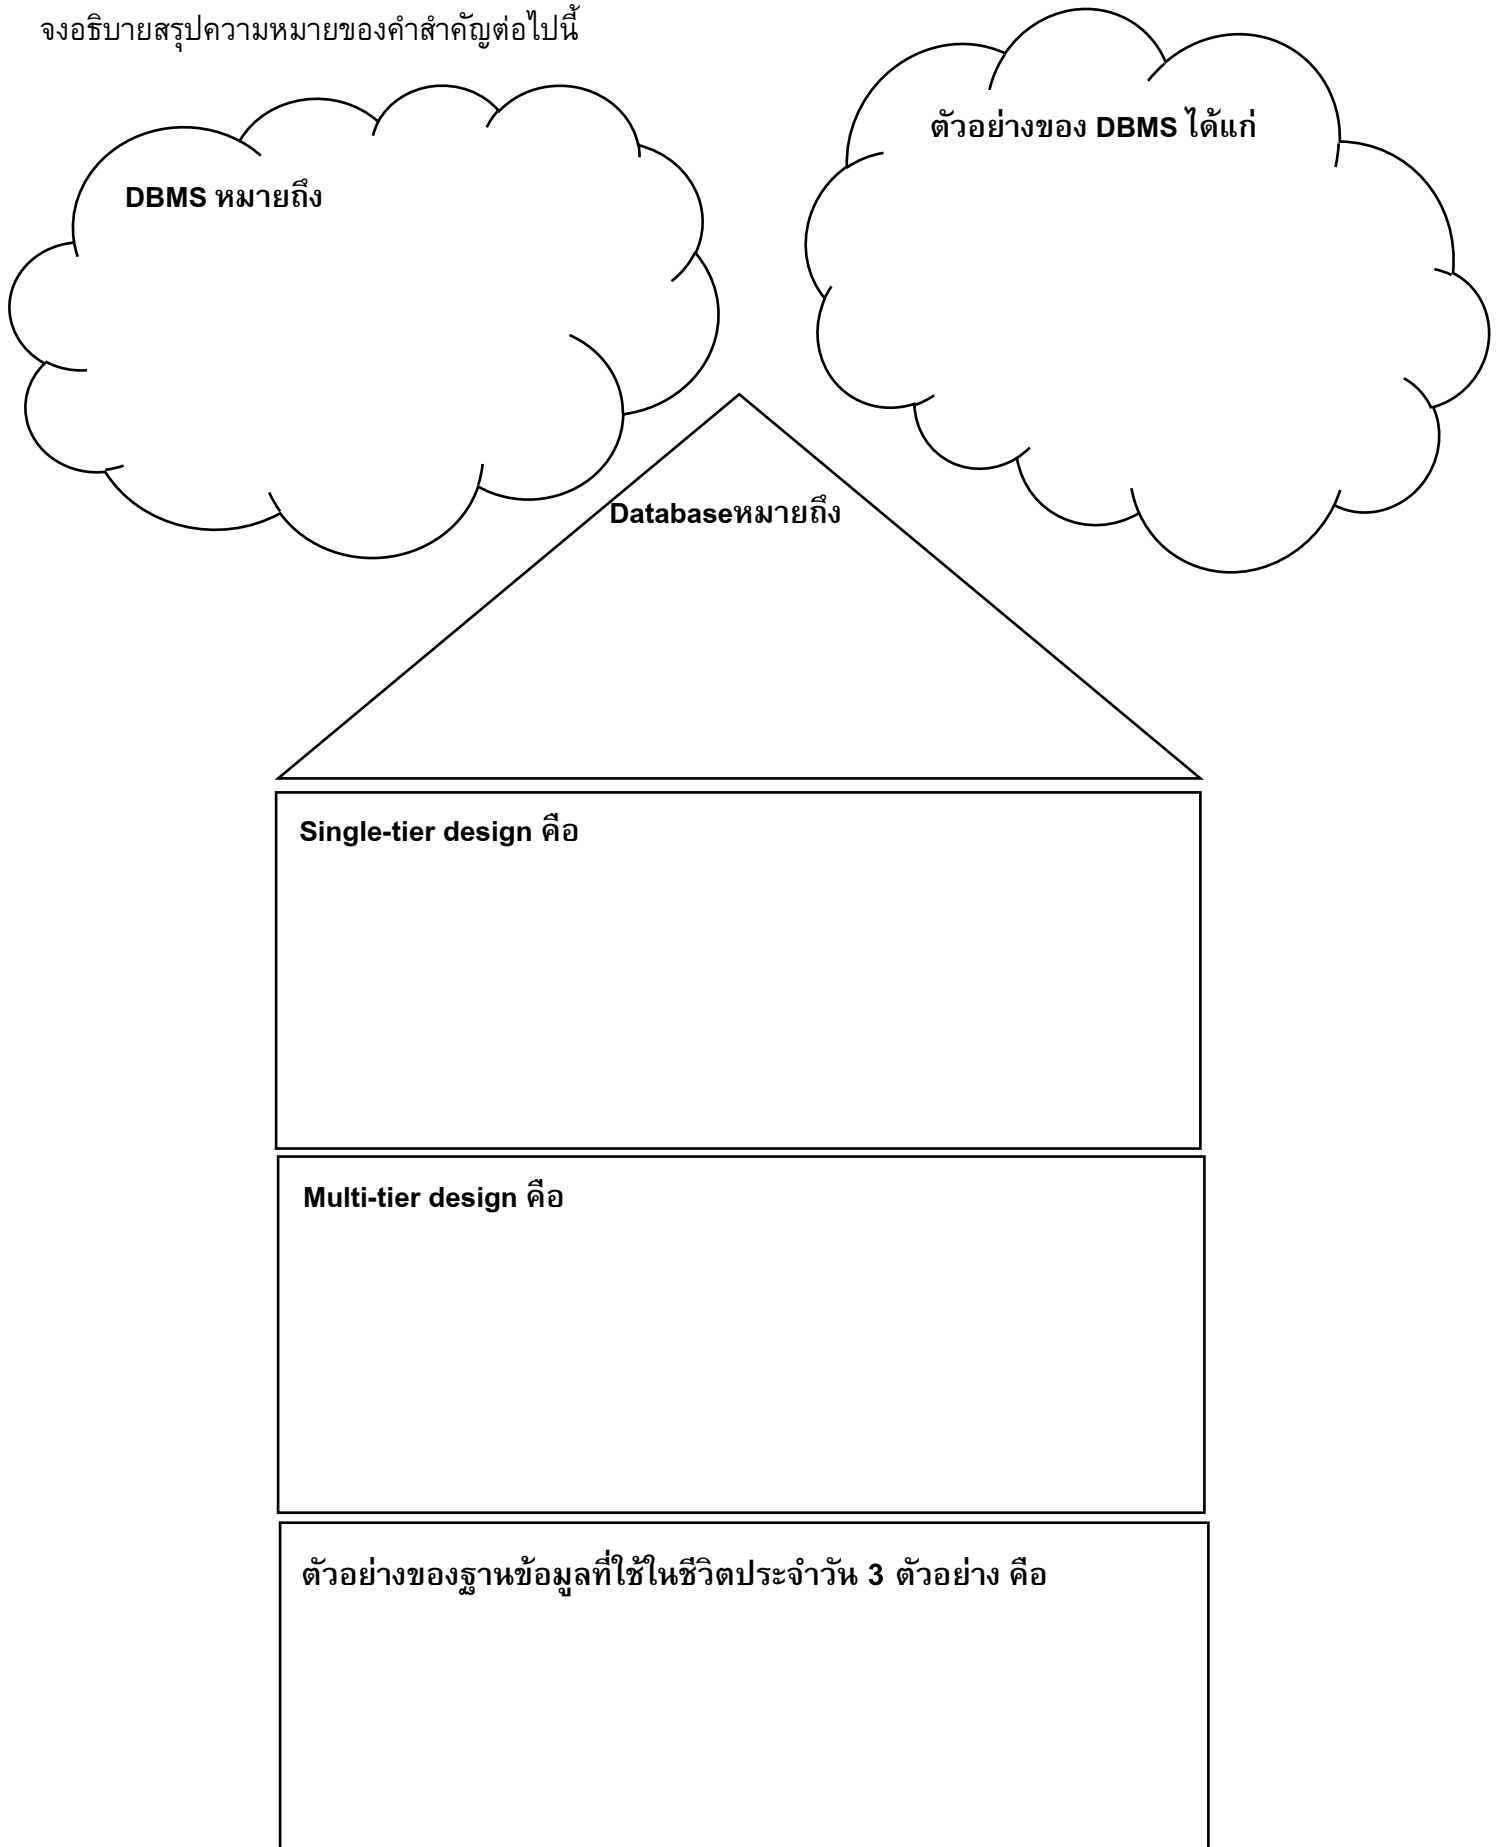 จงอธิบายสรุปความหมายของคำสำคัญต่อไปนี้
ตัวอย่างของ DBMS ได้แก่
DBMS หมายถึง
Databaseหมายถึง
Single-tier design คือ
Multi-tier design คือ
ตัวอย่างของฐานข้อมูลที่ใช้ในชีวิตประจำวัน 3 ตัวอย่าง คือ